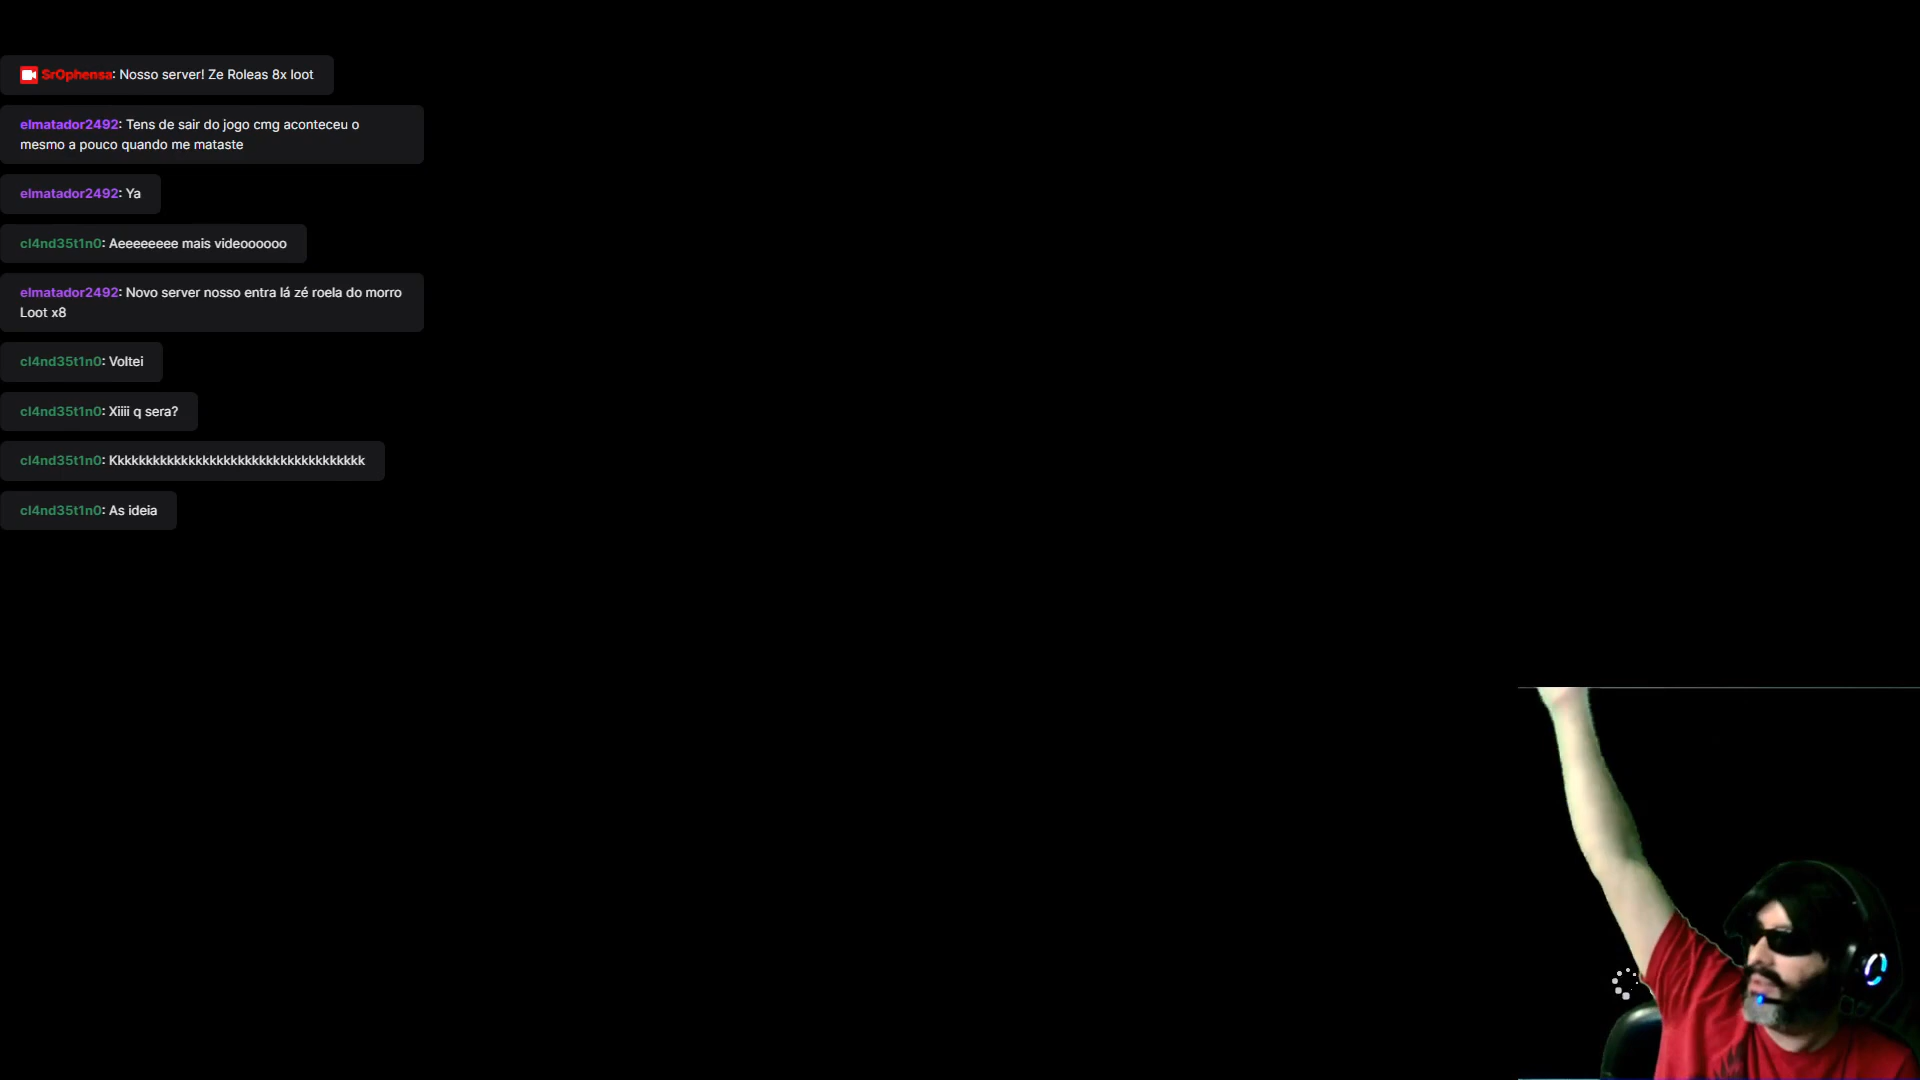 SrOphensa: Nosso server! Ze Roleas 8x loot
elmatador2492: Tens de sair do jogo cmg aconteceu o
mesmo a pouco quando me mataste
elmatador2492: Ya
cl4nd35t1n0: Aeeeeeeee mais videoooooo
elmatador2492: Novo server nosso entra lá zé roela do morro
Loot x8
cl4nd35t1n0: Voltei
cl4nd35t1n0: Xiiii q sera?
cl4nd35t1n0: Kkkkkkkkkkkkkkkkkkkkkkkkkkkkkkkkkkkk
cl4nd35t1n0: As ideia